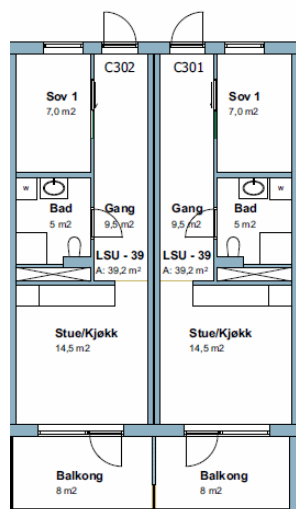 C302
C301
Sov 1
7,0 m2
Sov 1
7,0 m2
W
W
Bad
5 m2
Gang
9,5 m2
Gang
9,5 m2
Bad
5 m2
LSU - 39
A: 39,2 m²
LSU - 39
A: 39,2 m²
Stue/Kjøkk
14,5 m2
Stue/Kjøkk
14,5 m2
Balkong
8 m2
Balkong
8 m2